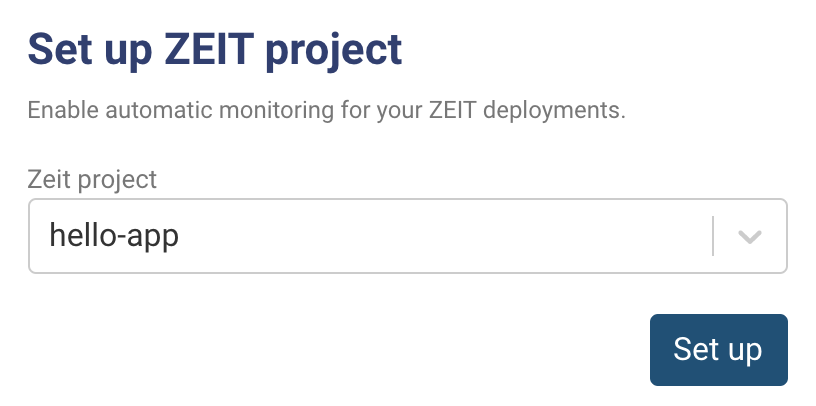 Set up ZEIT project
Enable automatic monitoring for your ZEIT deployments.
Zeit project
hello-app
Set up